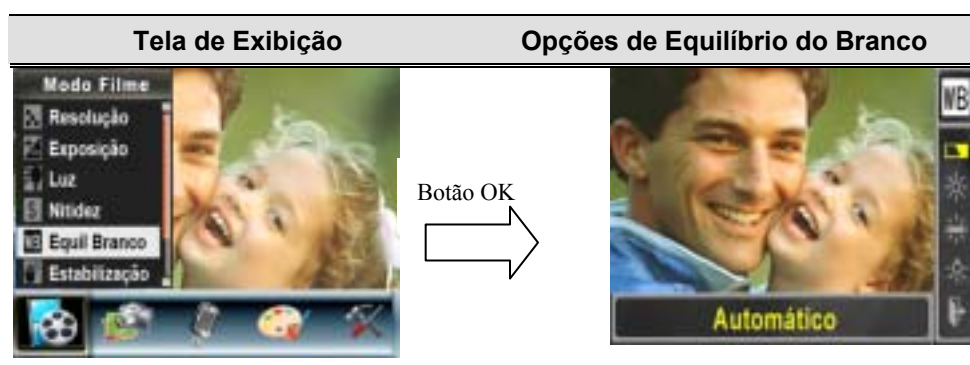 Tela de Exibição
Opções de Equilíbrio do Branco
Modo Filme
Resolução
Exposição
Luz
S Nitidez
WB Equil Branco
Estabilização
Botão OK
WB
Automático